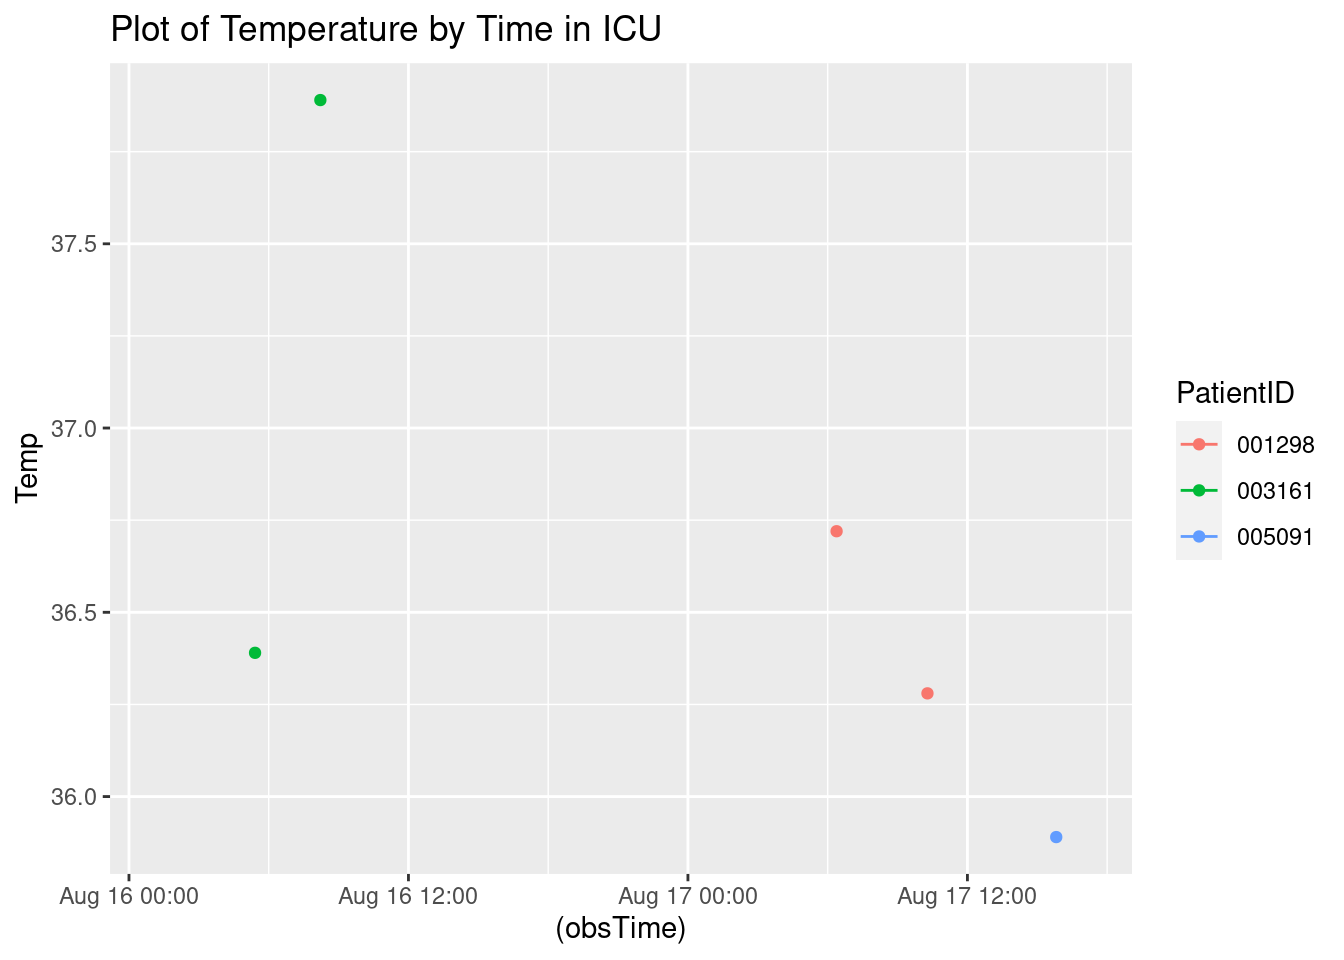 Plot of Temperature by Time in ICU
Temp
37.5
37.0
36.5
36.0
Aug 16 00:00
Aug 16 12:00
Aug 17 00:00
Aug 17 12:00
(obsTime)
PatientID
001298
003161
005091